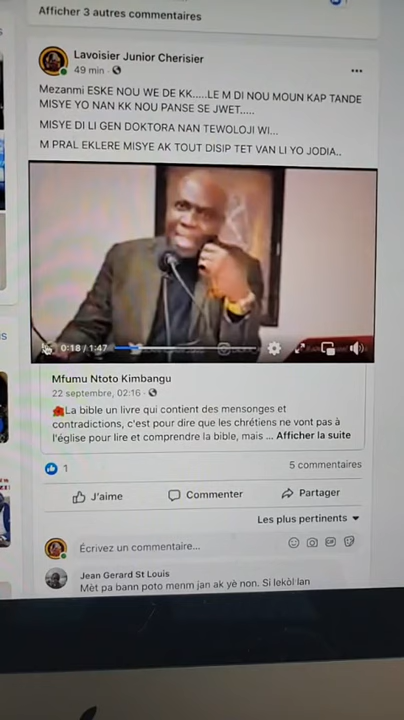 Afficher 3 autres commentaires
Lavoisier Junior Cherisier
49 min ·
Mezanmi ESKE NOU WE DE KK.....LE M DI NOU MOUN KAP TANDE
MISYE YO NAN KK NOU PANSE SE JWET.....
MISYE DI LI GEN DOKTORA NAN TEWOLOJI WI...
M PRAL EKLERE MISYE AK TOUT DISIP TET VAN LI YO JODIA..
0:18 / 1:47
Mfumu Ntoto Kimbangu
22 septembre, 02:16 ·
La bible un livre qui contient des mensonges et
contradictions, c'est pour dire que les chrétiens ne vont pas à
l'église pour lire et comprendre la bible, mais ... Afficher la suite
1
5 commentaires
J'aime
Commenter
Partager
Les plus pertinents
Écrivez un commentaire...
GIF
Jean Gerard St Louis
Mèt pa bann poto menm jan ak yè non. Si lekòl lan